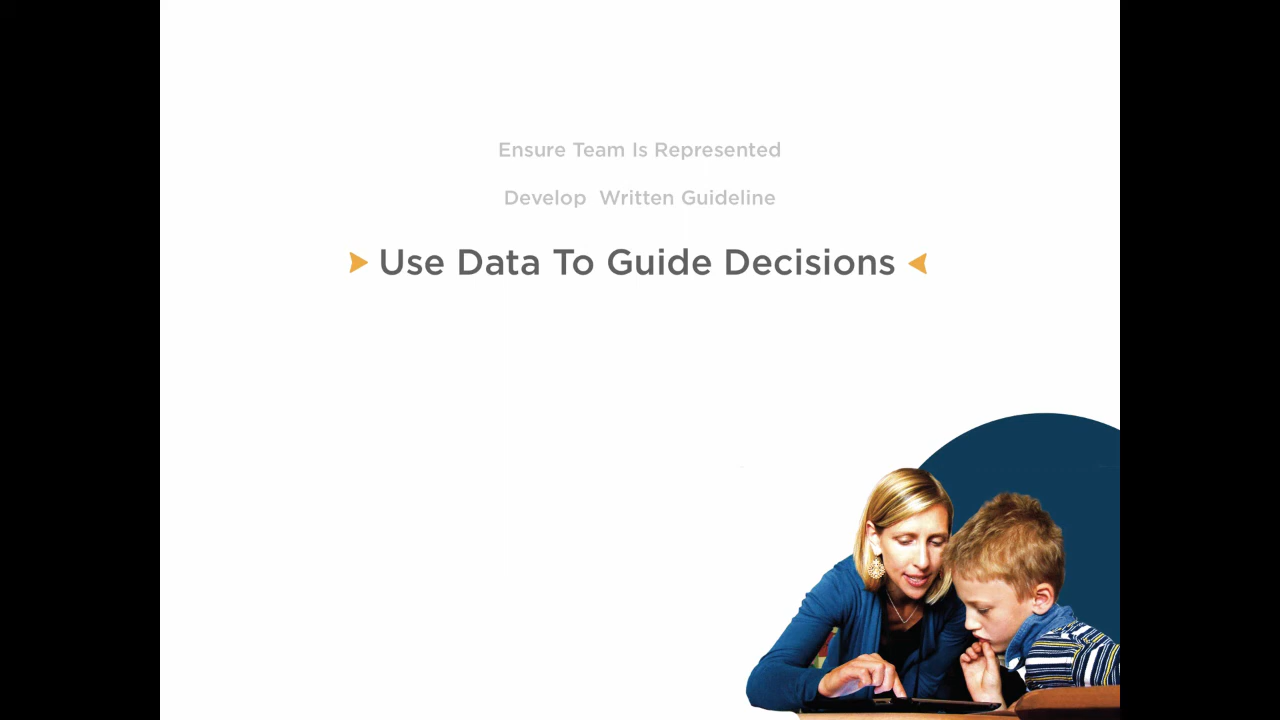 Ensure Team Is Represented
Develop Written Guideline
Use Data To Guide Decisions